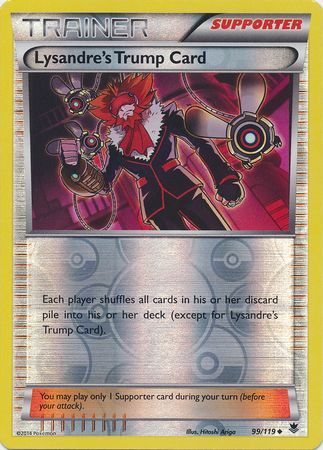 TRAINER
SUPPORTER
Lysandre's Trump Card
Each player shuffles all cards in his or her discard
pile into his or her deck (except for Lysandre's
Trump Card).
You may play only 1 Supporter card during your turn (before
your attack).
©2014 Pokémon
Illus. Hitoshi Ariga
99/119